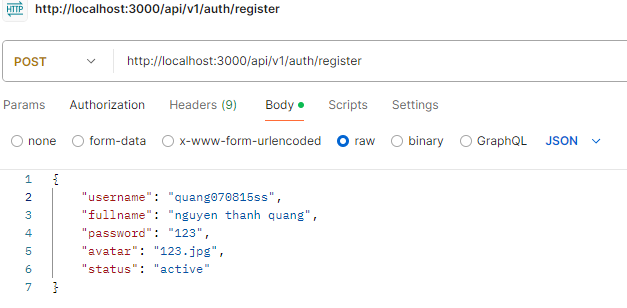 HTTP http://localhost:3000/api/v1/auth/register
POST http://localhost:3000/api/v1/auth/register
Params Authorization Headers (9) Body Scripts Settings
none form-data x-www-form-urlencoded raw binary GraphQL JSON
1 {
2 "username": "quang070815ss",
3 "fullname": "nguyen thanh quang",
4 "password": "123",
5 "avatar": "123.jpg",
6 "status": "active"
7 }